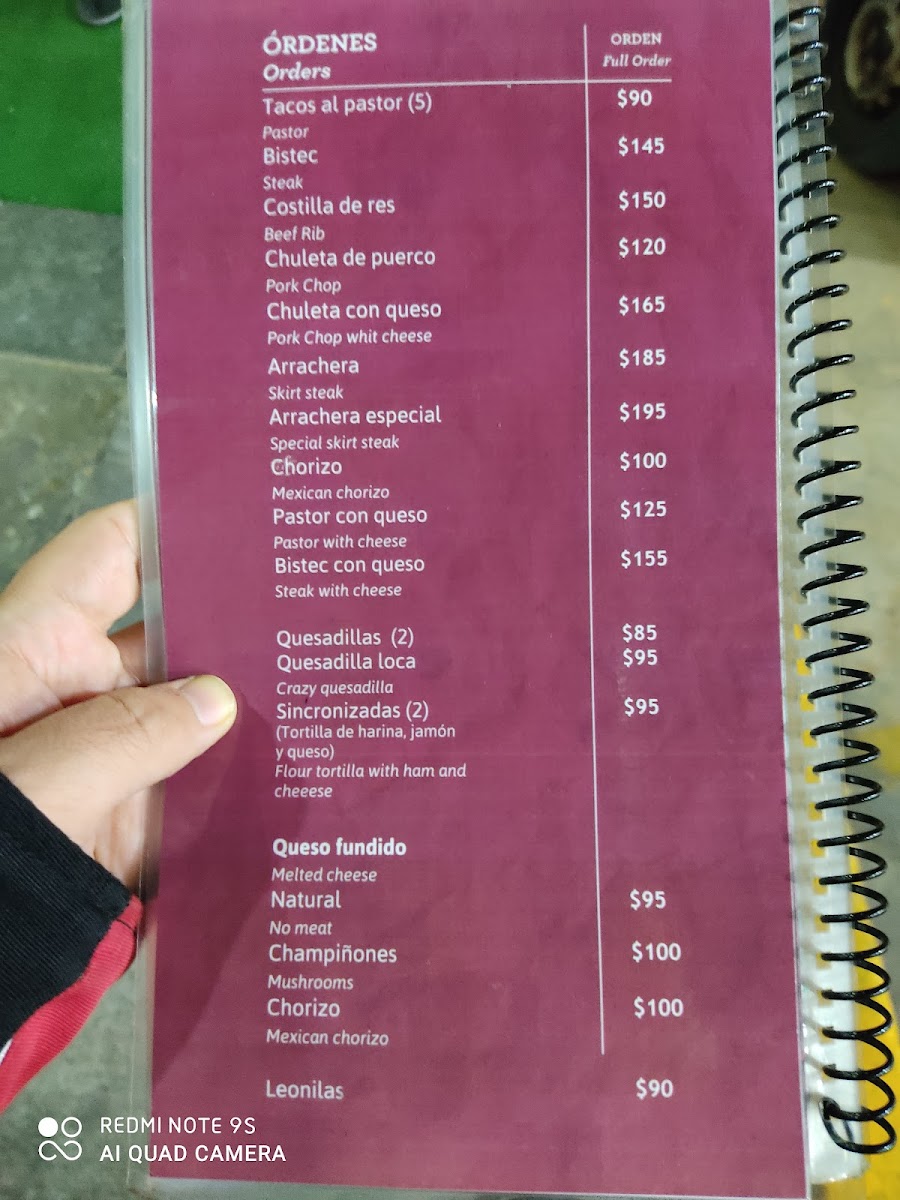 ÓRDENES ORDEN
Orders Full Order
Tacos al pastor (5) $90
Pastor
Bistec $145
Steak
Costilla de res $150
Beef Rib
Chuleta de puerco $120
Pork Chop
Chuleta con queso $165
Pork Chop whit cheese
Arrachera $185
Skirt steak
Arrachera especial $195
Special skirt steak
Chorizo $100
Mexican chorizo
Pastor con queso $125
Pastor with cheese
Bistec con queso $155
Steak with cheese
Quesadillas (2) $85
Quesadilla loca $95
Crazy quesadilla
Sincronizadas (2) $95
(Tortilla de harina, jamón
y queso)
Flour tortilla with ham and
cheeese
Queso fundido
Melted cheese
Natural $95
No meat
Champiñones $100
Mushrooms
Chorizo $100
Mexican chorizo
Leonilas $90
REDMI NOTE 9S
AI QUAD CAMERA